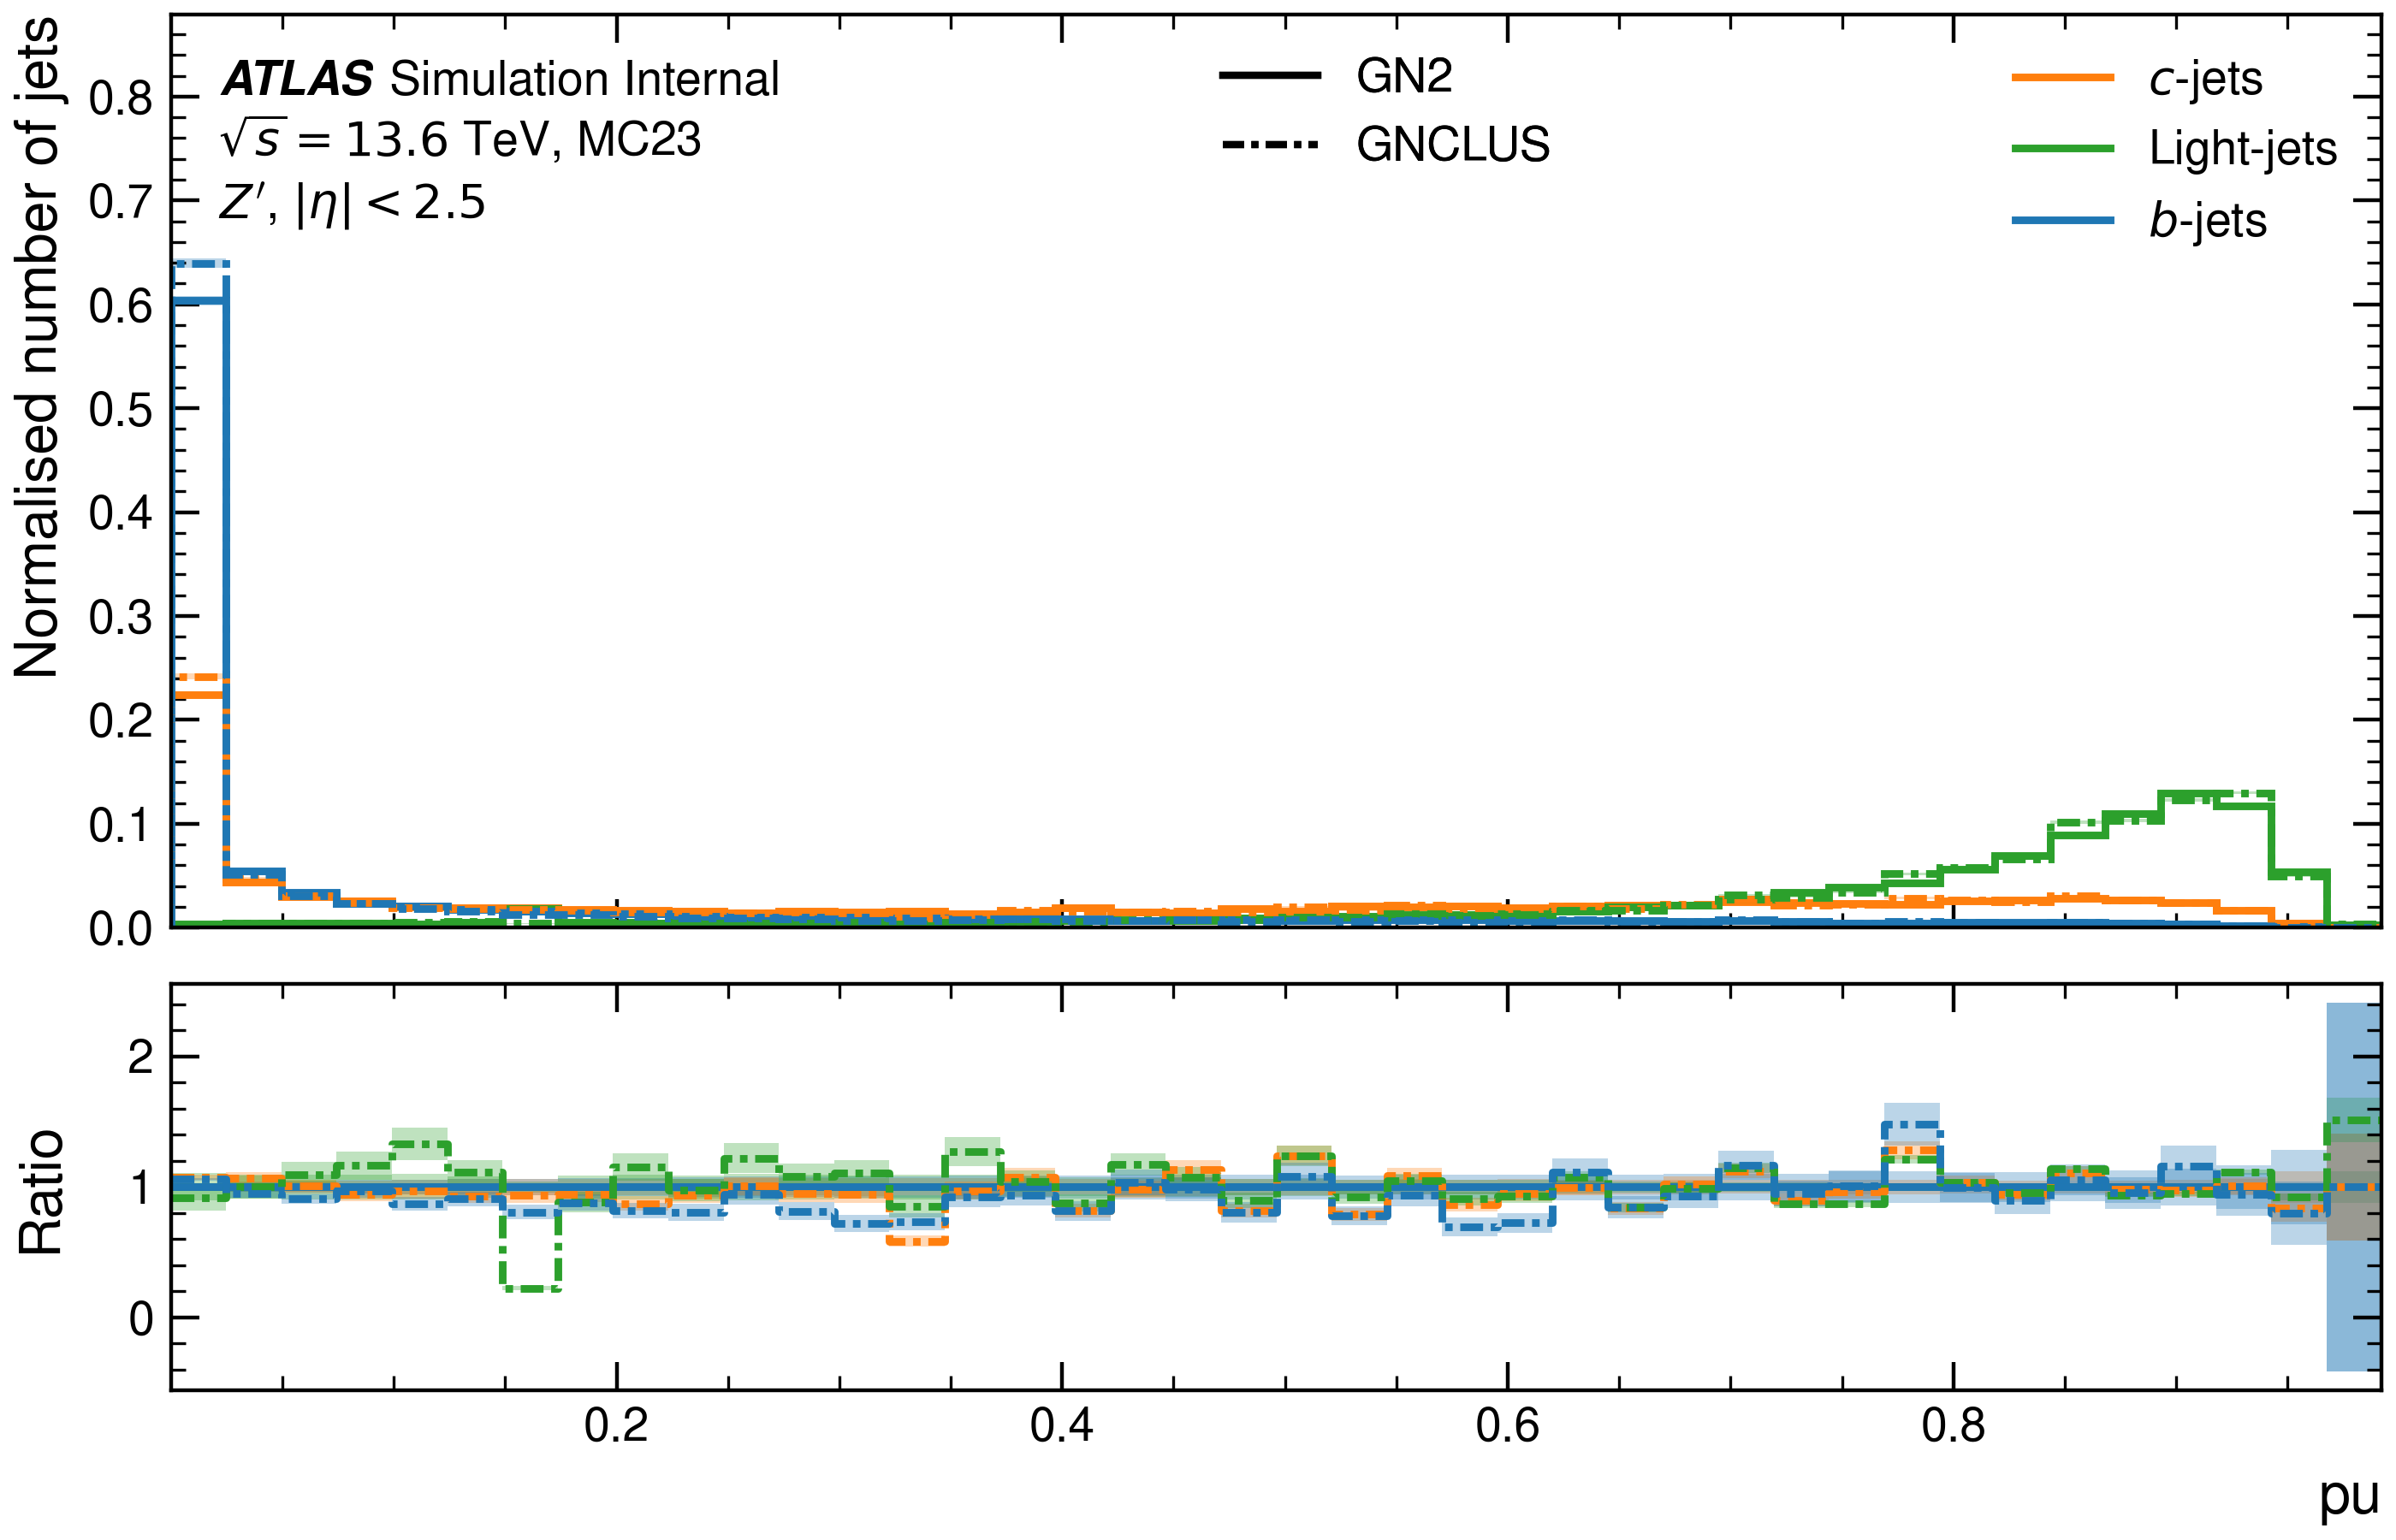 Normalised number of jets
ATLAS Simulation Internal
√s = 13.6 TeV, MC23
Z′, |η| < 2.5
GN2
GNCLUS
c-jets
Light-jets
b-jets
0.8
0.7
0.6
0.5
0.4
0.3
0.2
0.1
0.0
Ratio
2
1
0
0.2 0.4 0.6 0.8
pu